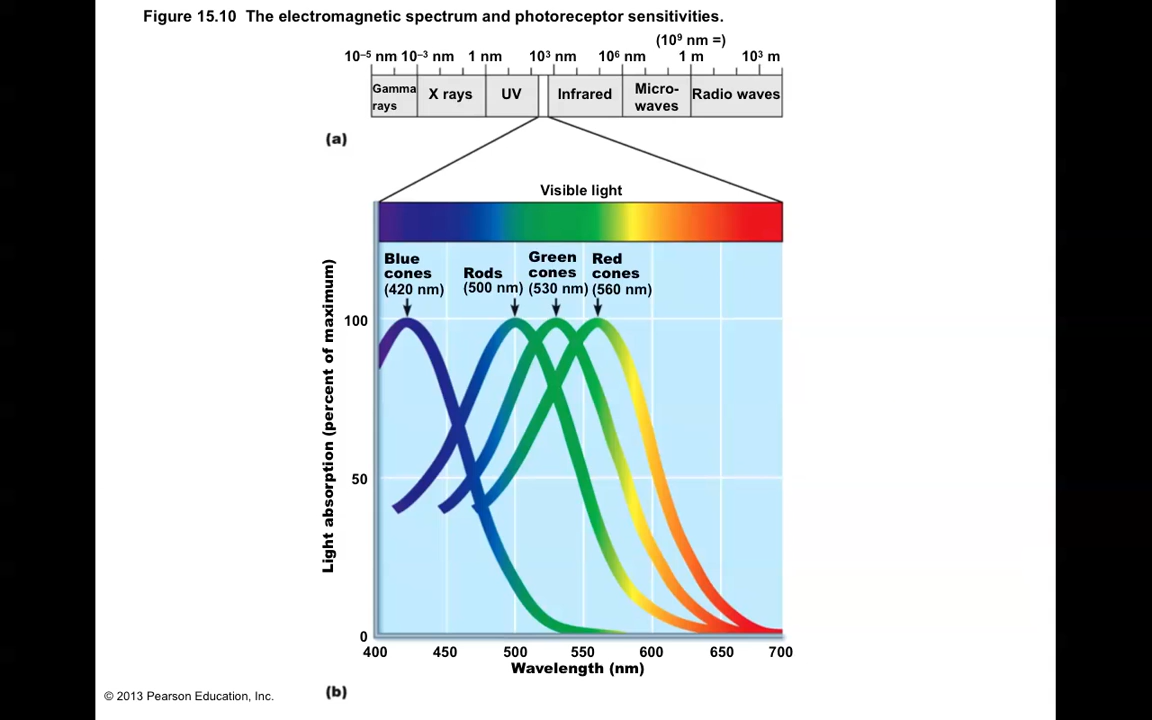 Figure 15.10 The electromagnetic spectrum and photoreceptor sensitivities.
(10⁹ nm =)
10⁻⁵ nm 10⁻³ nm 1 nm 10³ nm 10⁶ nm 1 m 10³ m
Gamma rays X rays UV Infrared Micro-waves Radio waves
(a)
Visible light
Blue cones (420 nm)
Rods (500 nm)
Green cones (530 nm)
Red cones (560 nm)
Light absorption (percent of maximum)
100
50
0
400 450 500 550 600 650 700
Wavelength (nm)
(b)
© 2013 Pearson Education, Inc.